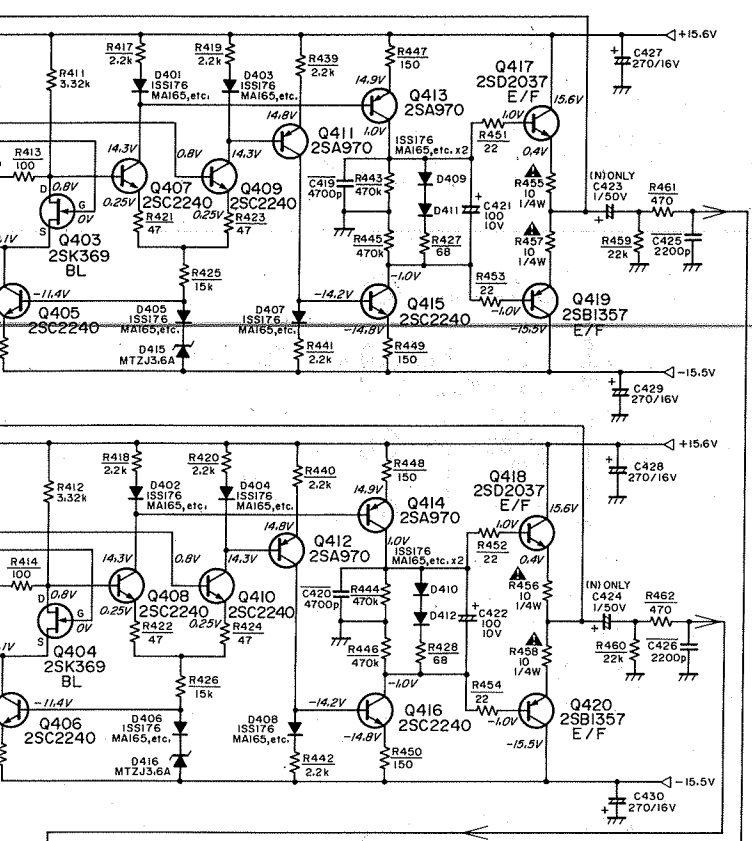 +15.6V
R417
2.2k
R419
2.2k
R439
2.2k
R447
150
Q417
2SD2037
E/F
C427
270/16V
R411
3.32k
D401
ISS176
MA165,etc.
D403
ISS176
MA165,etc.
14.9V
Q413
2SA970
15.6V
14.8V
Q411
2SA970
1.0V
1.0V
R451
22
R413
100
14.3V
0.8V
14.3V
ISS176
MA165,etc.x2
0.4V
D
0.8V
G
0V
S
Q407
2SC2240
0.25V
Q409
2SC2240
0.25V
C419
4700p
R443
470k
D409
D411
C421
100
10V
R455
10
1/4W
(N)ONLY
C423
1/50V
R461
470
R421
47
R423
47
Q403
2SK369
BL
R445
470k
R427
68
R457
10
1/4W
R459
22k
C425
2200p
R425
15k
-1.0V
R453
22
-11.4V
Q405
2SC2240
D405
ISS176
MA165,etc.
D407
ISS176
MA165,etc.
-14.2V
Q415
2SC2240
-1.0V
Q419
2SB1357
E/F
-14.8V
-15.5V
D415
MTZJ3.6A
R441
2.2k
R449
150
-15.5V
C429
270/16V
+15.6V
R418
2.2k
R420
2.2k
R440
2.2k
R448
150
Q418
2SD2037
E/F
C428
270/16V
R412
3.32k
D402
ISS176
MA165,etc.
D404
ISS176
MA165,etc.
14.9V
Q414
2SA970
15.6V
14.8V
Q412
2SA970
1.0V
1.0V
R452
22
R414
100
14.3V
0.8V
14.3V
ISS176
MA165,etc.x2
0.4V
D
0.8V
G
0V
S
Q408
2SC2240
0.25V
Q410
2SC2240
0.25V
C420
4700p
R444
470k
D410
D412
C422
100
10V
R456
10
1/4W
(N)ONLY
C424
1/50V
R462
470
R422
47
R424
47
Q404
2SK369
BL
R446
470k
R428
68
R458
10
1/4W
R460
22k
C426
2200p
R426
15k
-1.0V
R454
22
-11.4V
Q406
2SC2240
D406
ISS176
MA165,etc.
D408
ISS176
MA165,etc.
-14.2V
Q416
2SC2240
-1.0V
Q420
2SB1357
E/F
-14.8V
-15.5V
D416
MTZJ3.6A
R442
2.2k
R450
150
-15.5V
C430
270/16V